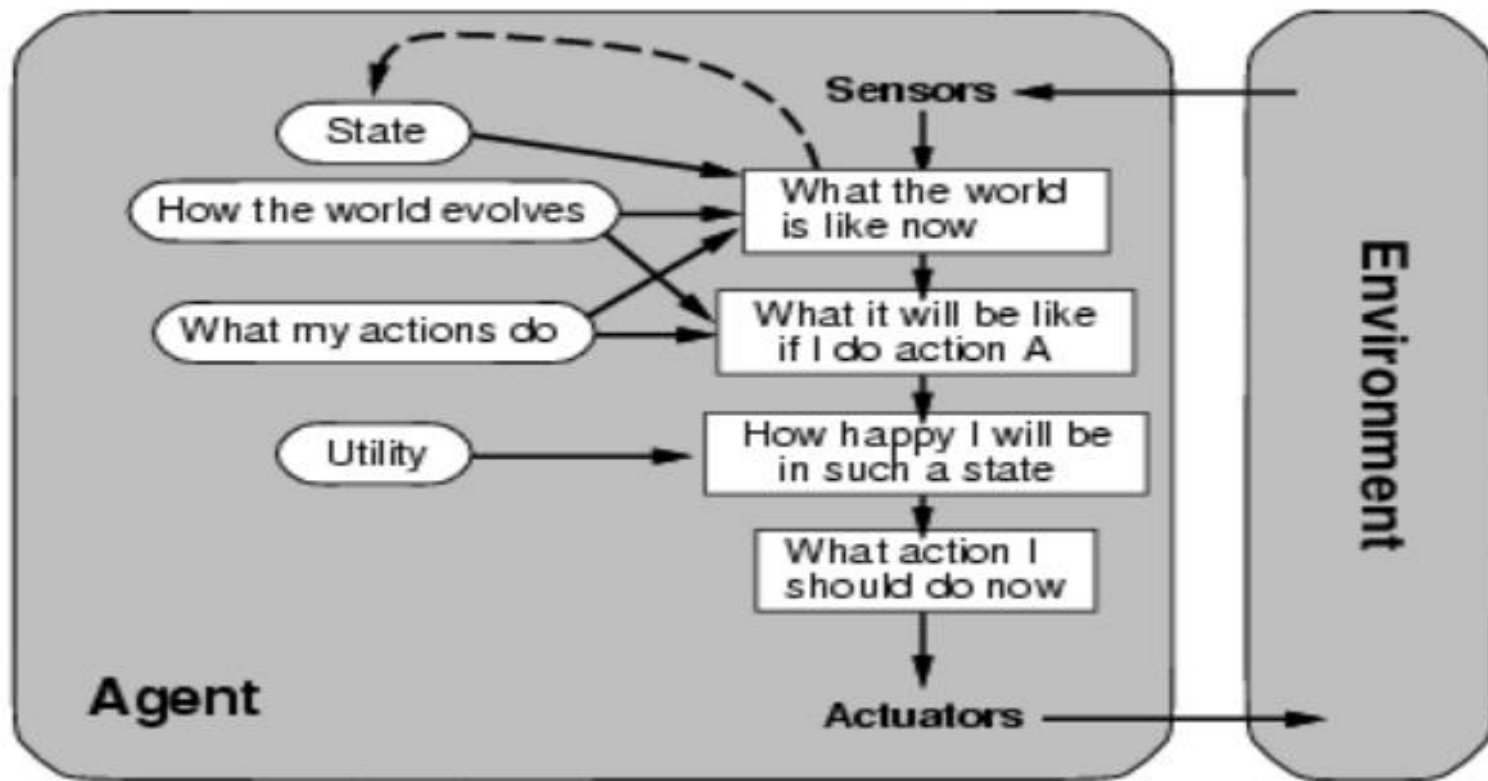 Sensors
State
What the world
is like now
How the world evolves
What it will be like
if I do action A
What my actions do
How happy I will be
in such a state
Utility
What action I
should do now
Agent
Actuators
Environment